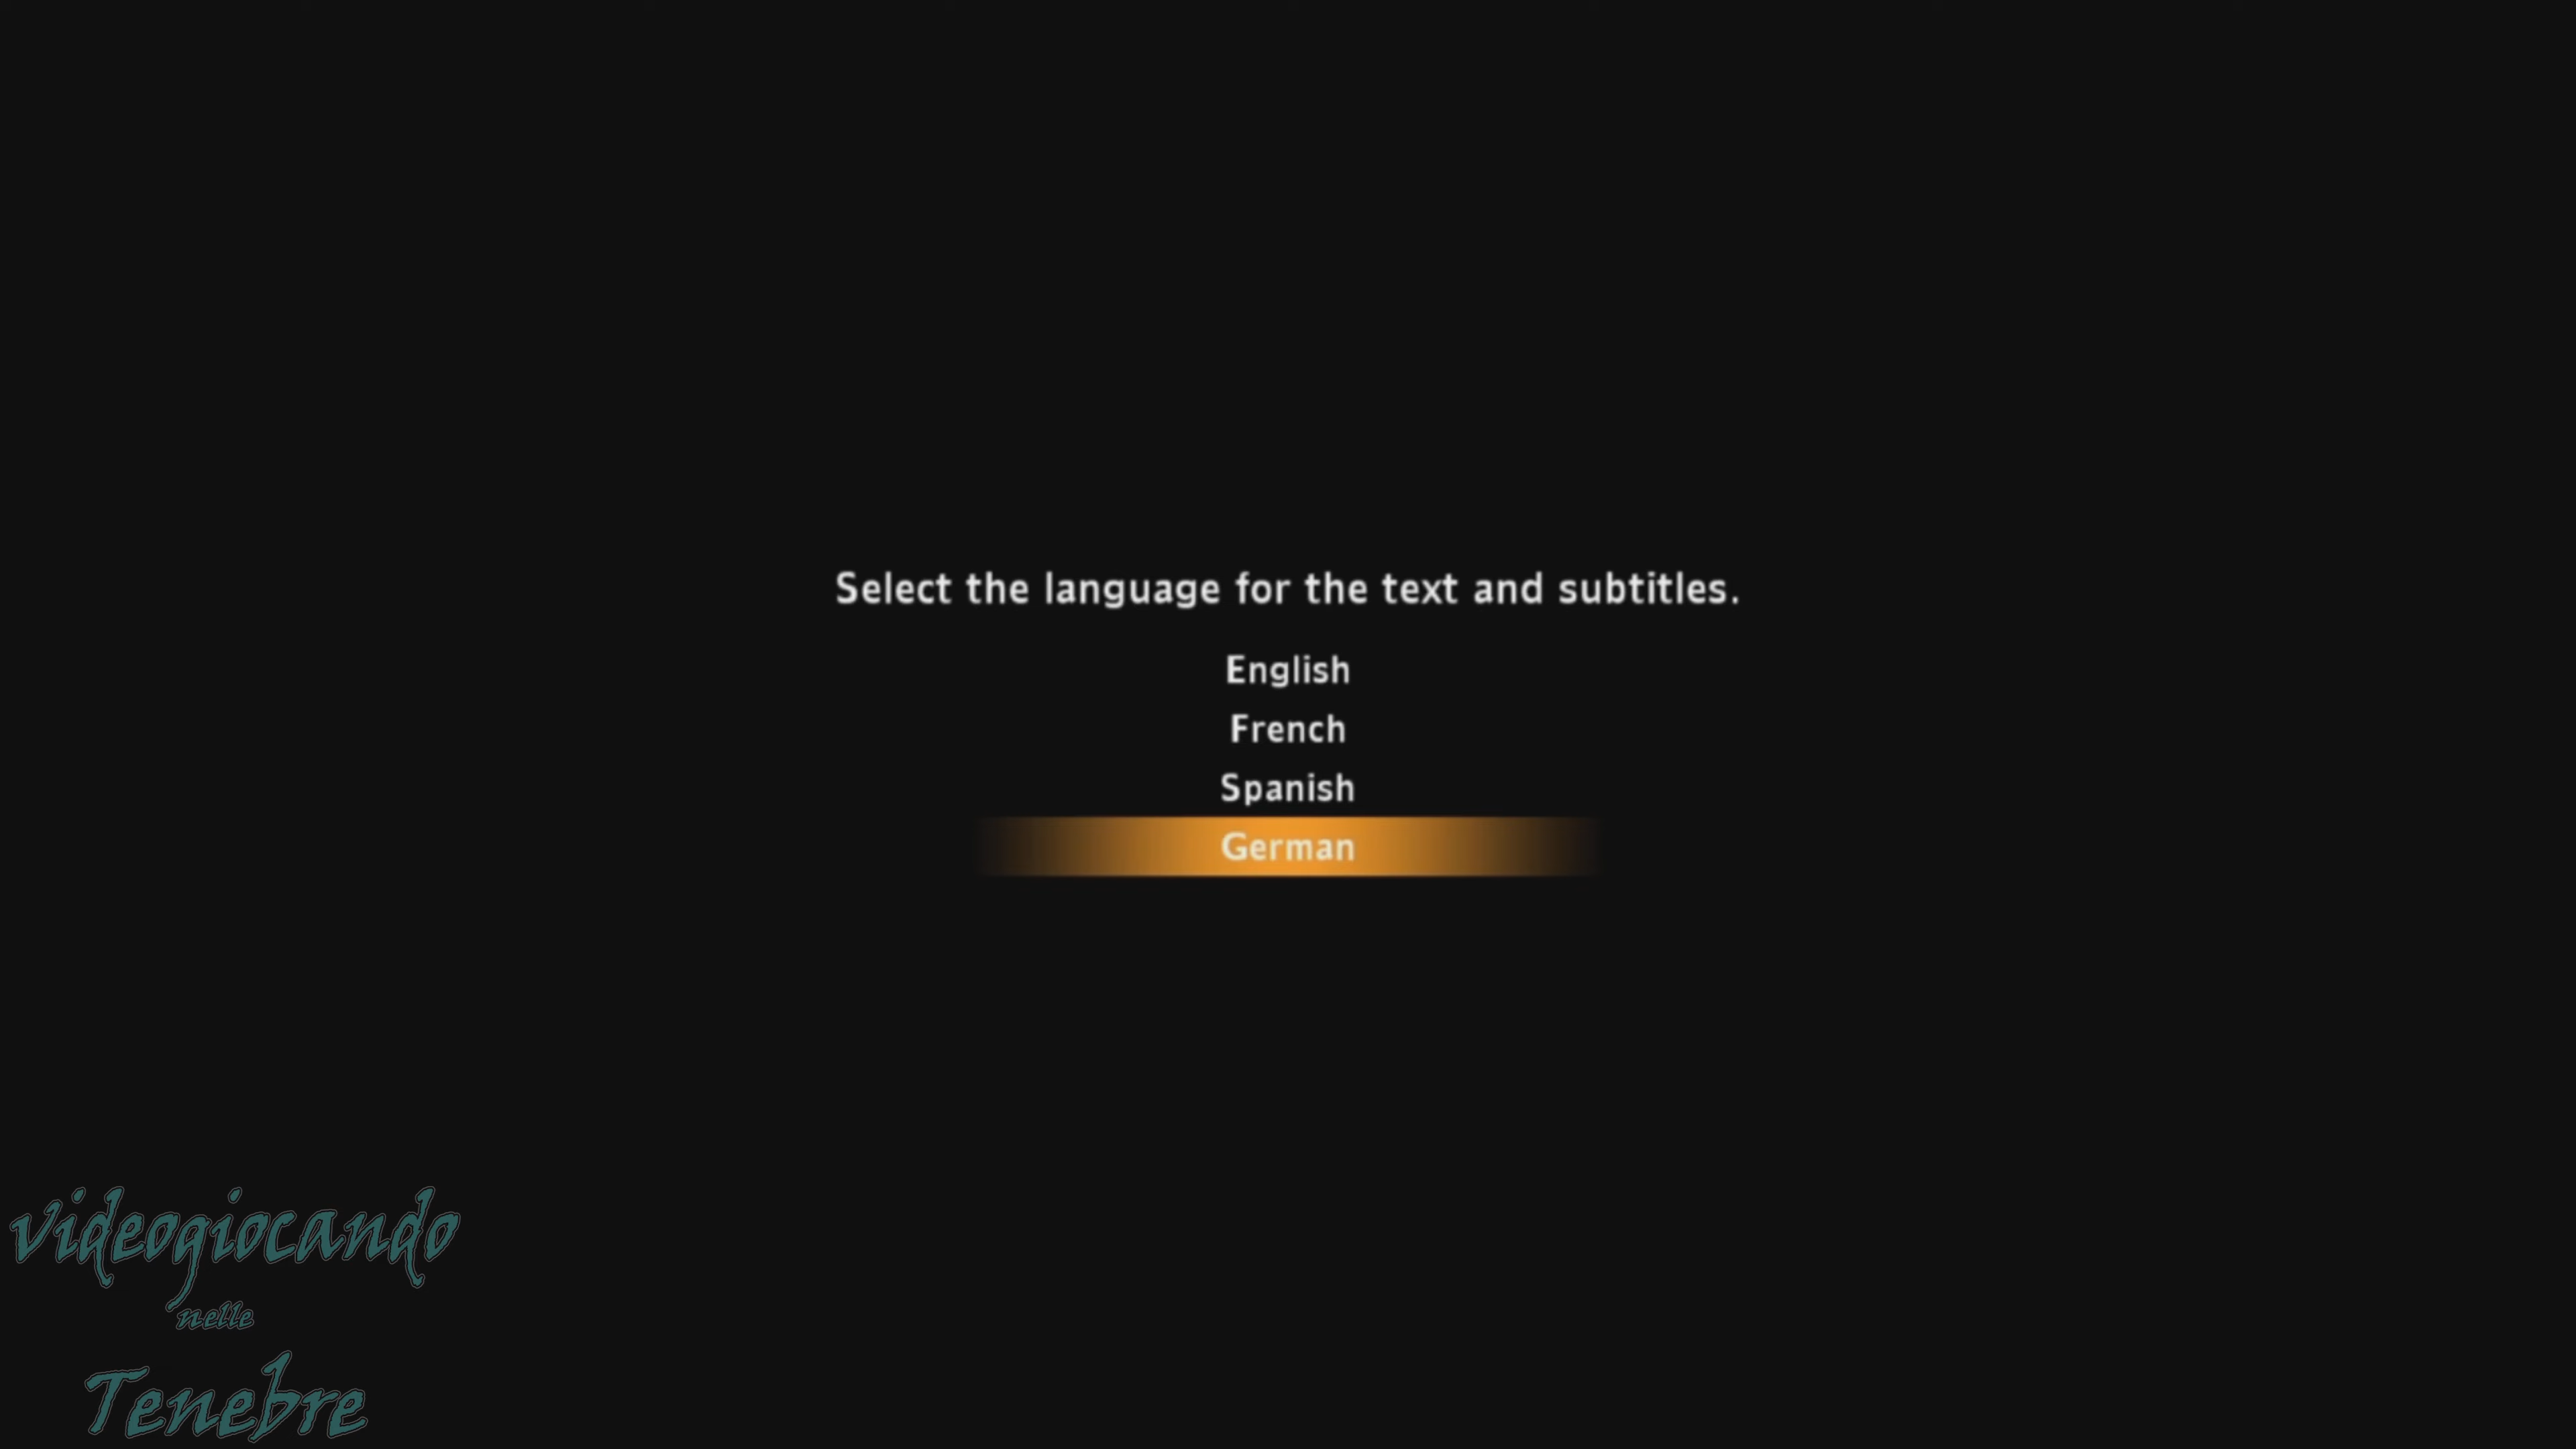 Select the language for the text and subtitles.
English
French
Spanish
German
videogiocando
nelle
Tenebre